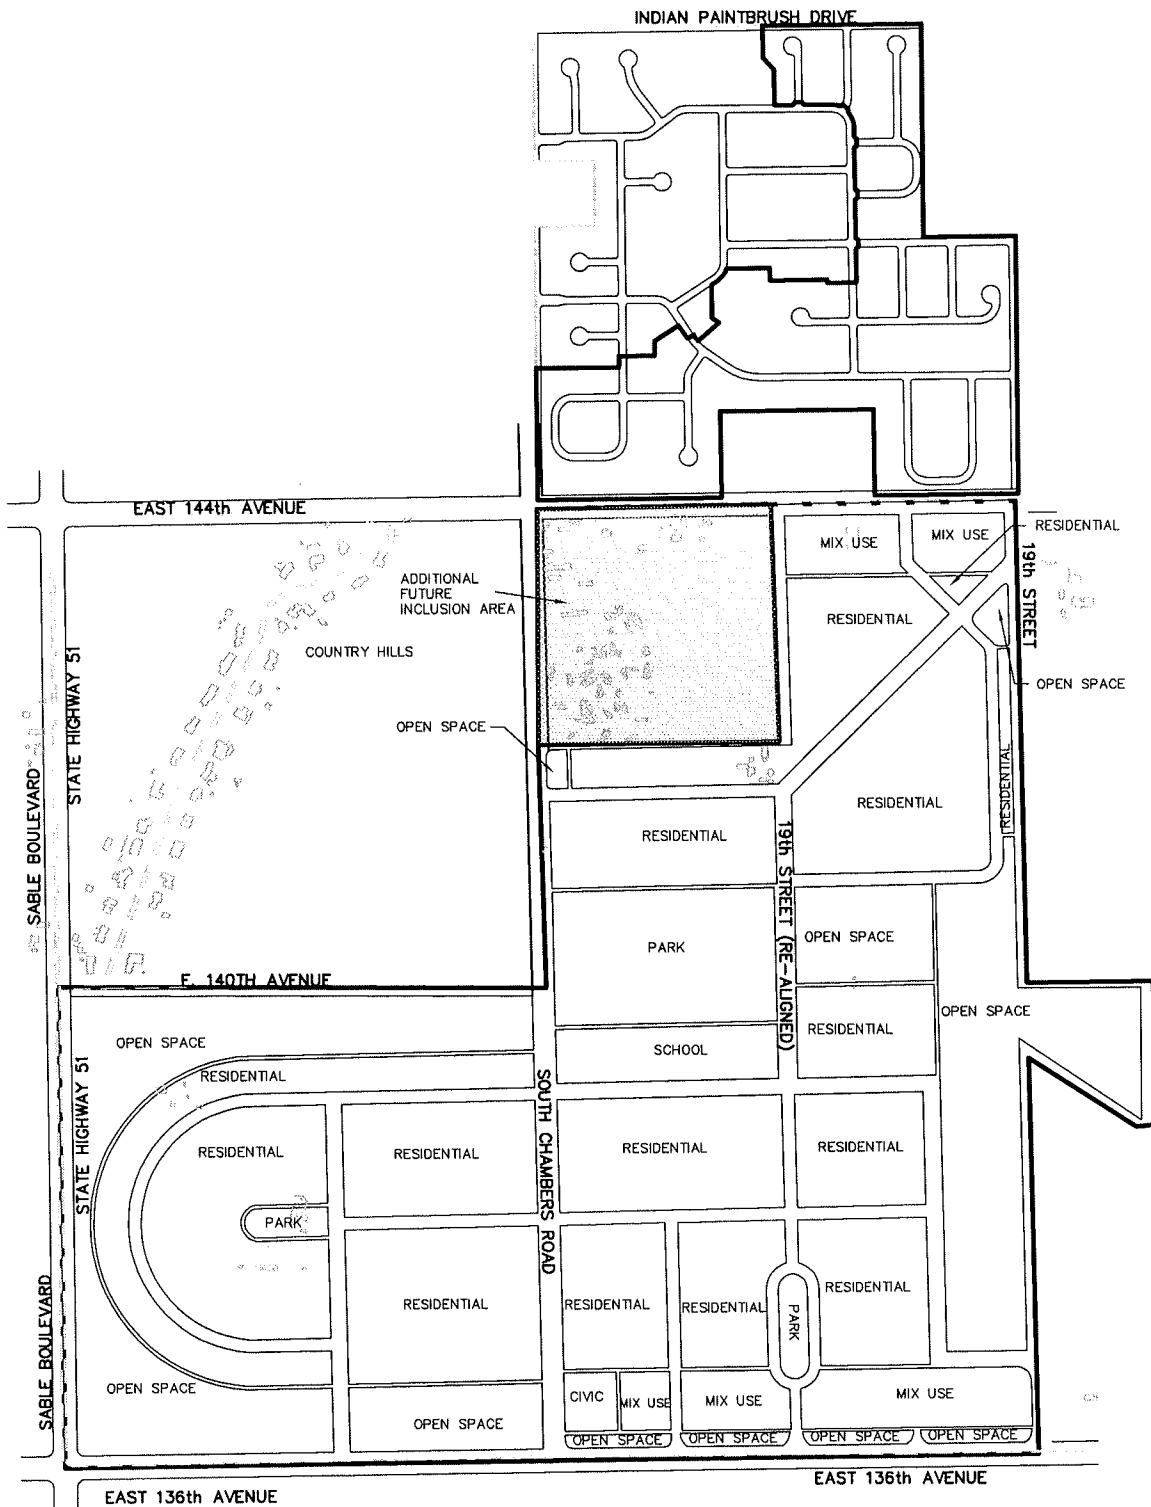 INDIAN PAINTBRUSH DRIVE
EAST 144th AVENUE
MIX USE
MIX USE
RESIDENTIAL
19th STREET
ADDITIONAL
FUTURE
INCLUSION AREA
RESIDENTIAL
COUNTRY HILLS
STATE HIGHWAY 51
OPEN SPACE
OPEN SPACE
SABLE BOULEVARD
RESIDENTIAL
RESIDENTIAL
RESIDENTIAL
19th STREET (RE-ALIGNED)
PARK
OPEN SPACE
E. 140TH AVENUE
OPEN SPACE
RESIDENTIAL
OPEN SPACE
SCHOOL
STATE HIGHWAY 51
RESIDENTIAL
SOUTH CHAMBERS ROAD
RESIDENTIAL
RESIDENTIAL
RESIDENTIAL
RESIDENTIAL
PARK
SABLE BOULEVARD
RESIDENTIAL
RESIDENTIAL
RESIDENTIAL
PARK
RESIDENTIAL
OPEN SPACE
CIVIC
MIX USE
MIX USE
MIX USE
OPEN SPACE
OPEN SPACE
OPEN SPACE
OPEN SPACE
OPEN SPACE
EAST 136th AVENUE
EAST 136th AVENUE